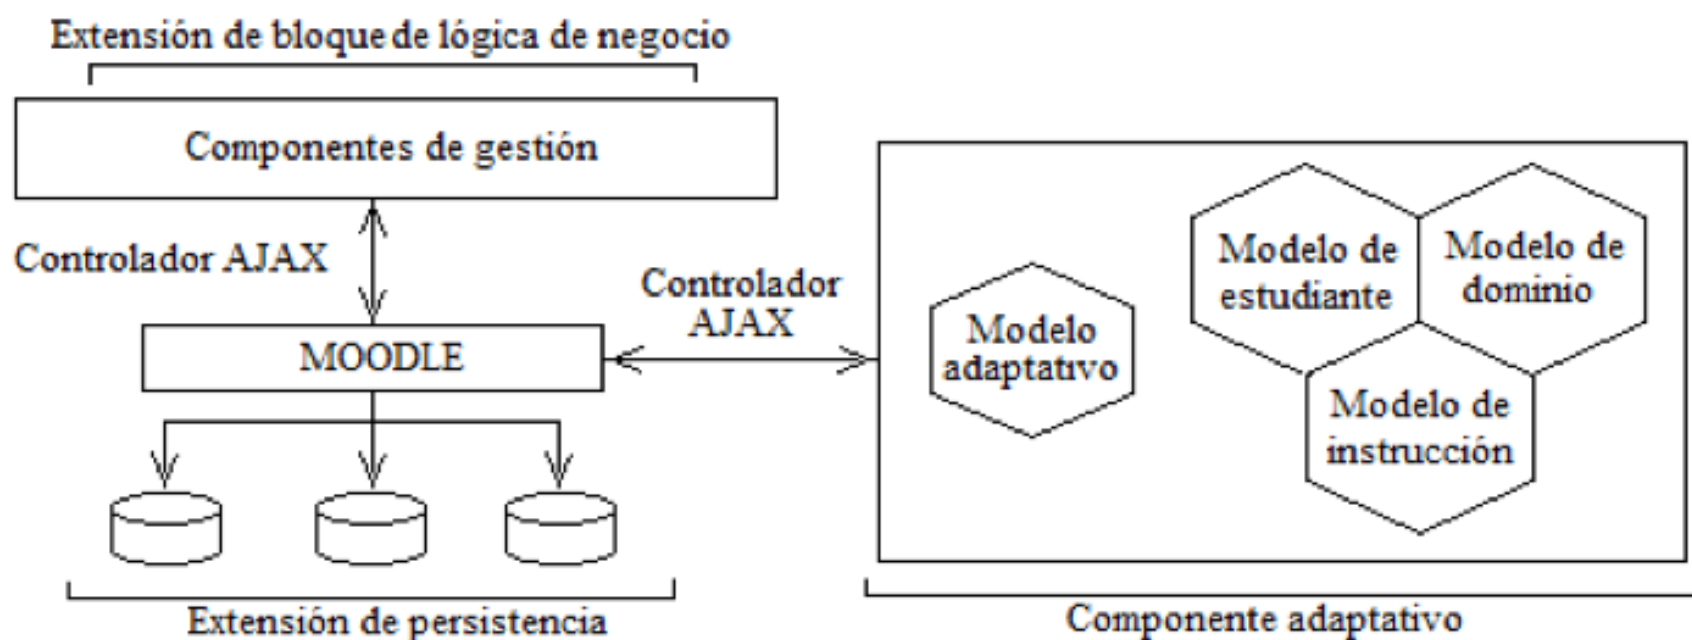 Extensión de bloque de lógica de negocio
Componentes de gestión
Controlador AJAX
MOODLE
Extensión de persistencia
Controlador
AJAX
Modelo
adaptativo
Modelo de
estudiante
Modelo de
dominio
Modelo de
instrucción
Componente adaptativo